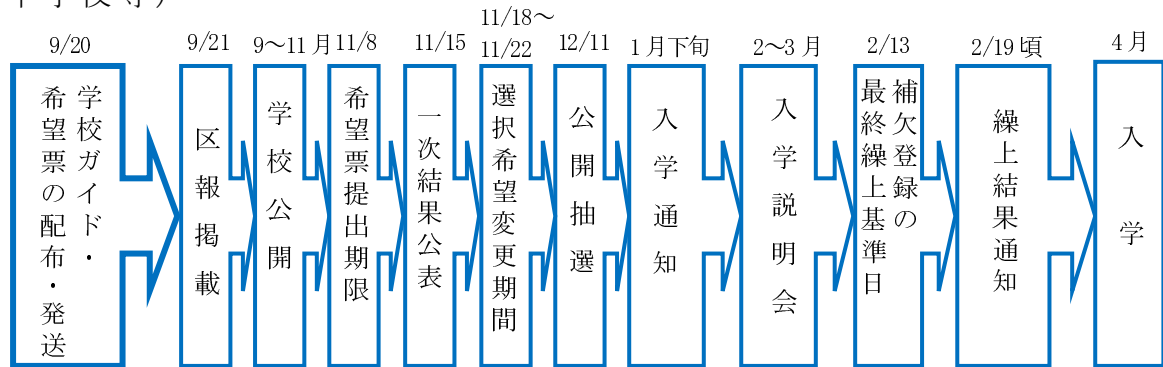 9/20
学校ガイド・
希望票の配布・発送
9/21
区報掲載
9～11月
学校公開
11/8
希望票提出期限
11/15
一次結果公表
11/18～
11/22
選択希望変更期間
12/11
公開抽選
1月下旬
入学通知
2～3月
入学説明会
2/13
補欠登録の
最終繰上基準日
2/19頃
繰上結果通知
4月
入学